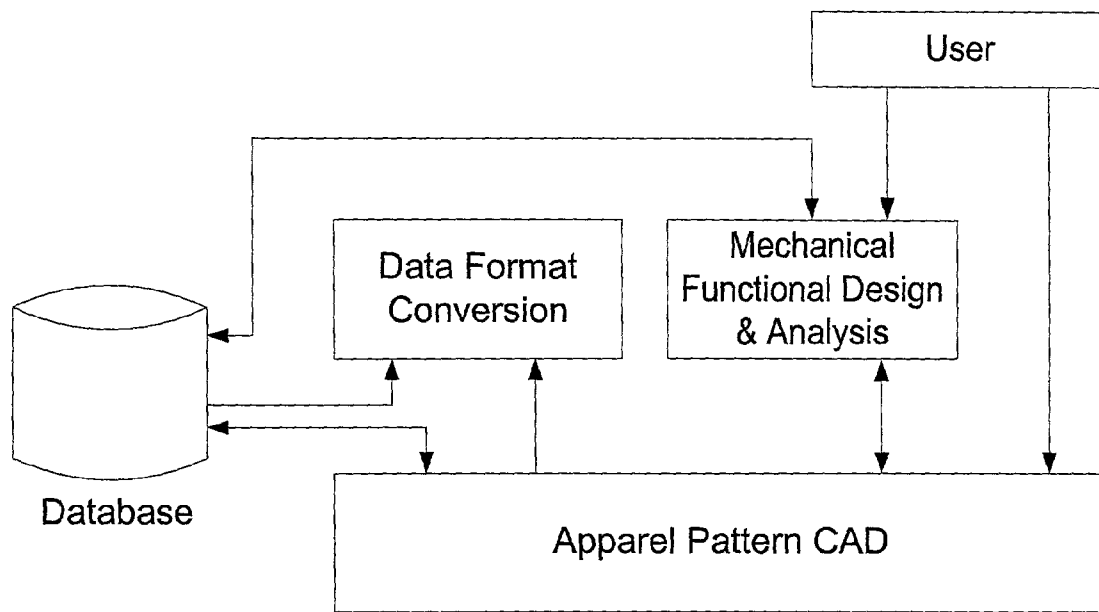 User
Data Format
Conversion
Mechanical
Functional Design
& Analysis
Database
Apparel Pattern CAD